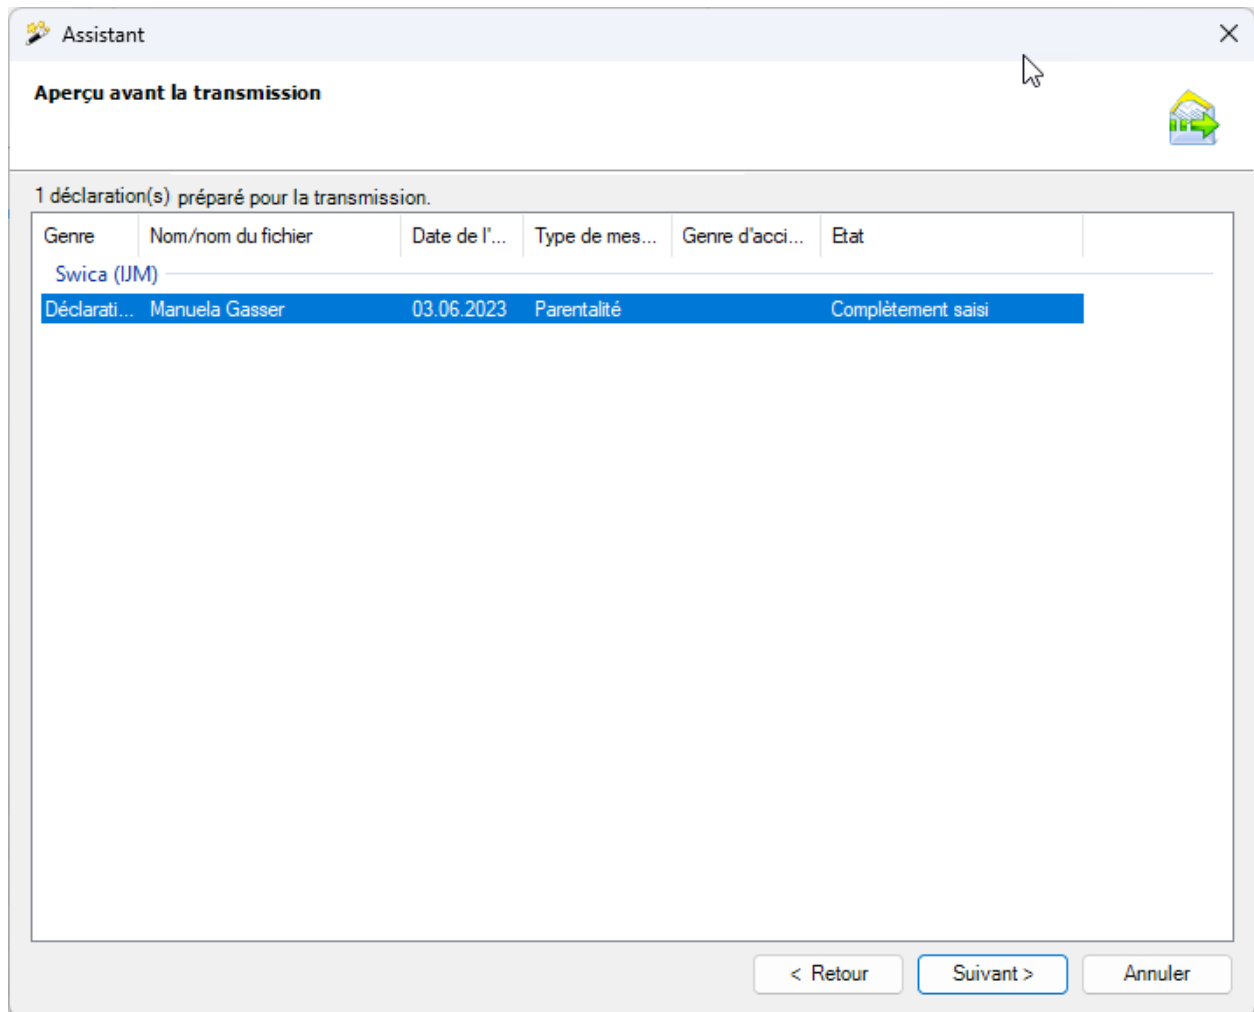 Assistant
Aperçu avant la transmission
1 déclaration(s) préparé pour la transmission.
Genre Nom/nom du fichier Date de l'... Type de mes... Genre d'acci... Etat
Swica (IJM)
Déclarati... Manuela Gasser 03.06.2023 Parentalité Complètement saisi
< Retour Suivant > Annuler